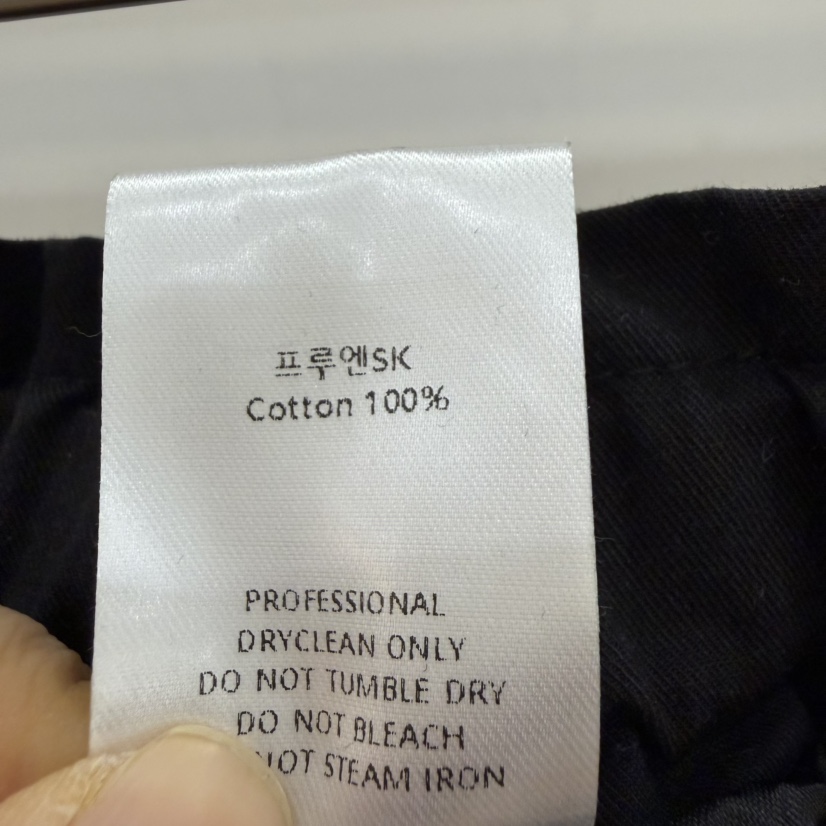 프루엔SK
Cotton 100%
PROFESSIONAL
DRYCLEAN ONLY
DO NOT TUMBLE DRY
DO NOT BLEACH
NOT STEAM IRON